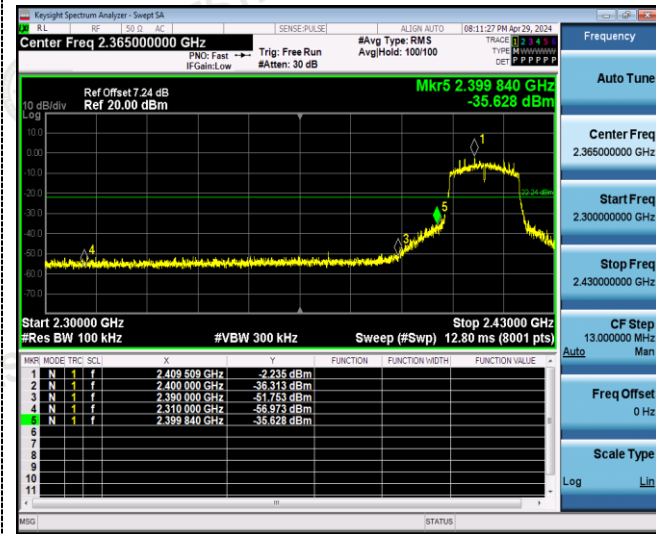 Keysight Spectrum Analyzer - Swept SA
RL RF 50 Ω AC SENSE:PULSE ALIGN AUTO 08:11:27 PM Apr 29, 2024
Center Freq 2.365000000 GHz
PNO: Fast
IFGain:Low
Trig: Free Run
#Atten: 30 dB
#Avg Type: RMS
Avg|Hold: 100/100
TRACE 1 2 3 4 5 6
TYPE MWWWWW
DET P P P P P P
Mkr5 2.399 840 GHz
-35.628 dBm
Ref Offset 7.24 dB
10 dB/div Ref 20.00 dBm
Log
10.0
0.00
-10.0
-20.0
-30.0
-40.0
-50.0
-60.0
-70.0
1
5
3
4
-22.24 dBm
Start 2.30000 GHz Stop 2.43000 GHz
#Res BW 100 kHz #VBW 300 kHz Sweep (#Swp) 12.80 ms (8001 pts)
MKR MODE TRC SCL X Y FUNCTION FUNCTION WIDTH FUNCTION VALUE
1 N 1 f 2.409 509 GHz -2.235 dBm
2 N 1 f 2.400 000 GHz -36.313 dBm
3 N 1 f 2.390 000 GHz -51.753 dBm
4 N 1 f 2.310 000 GHz -56.973 dBm
5 N 1 f 2.399 840 GHz -35.628 dBm
6
7
8
9
10
11
MSG STATUS
Frequency
Auto Tune
Center Freq
2.365000000 GHz
Start Freq
2.300000000 GHz
Stop Freq
2.430000000 GHz
CF Step
13.000000 MHz
Auto Man
Freq Offset
0 Hz
Scale Type
Log Lin